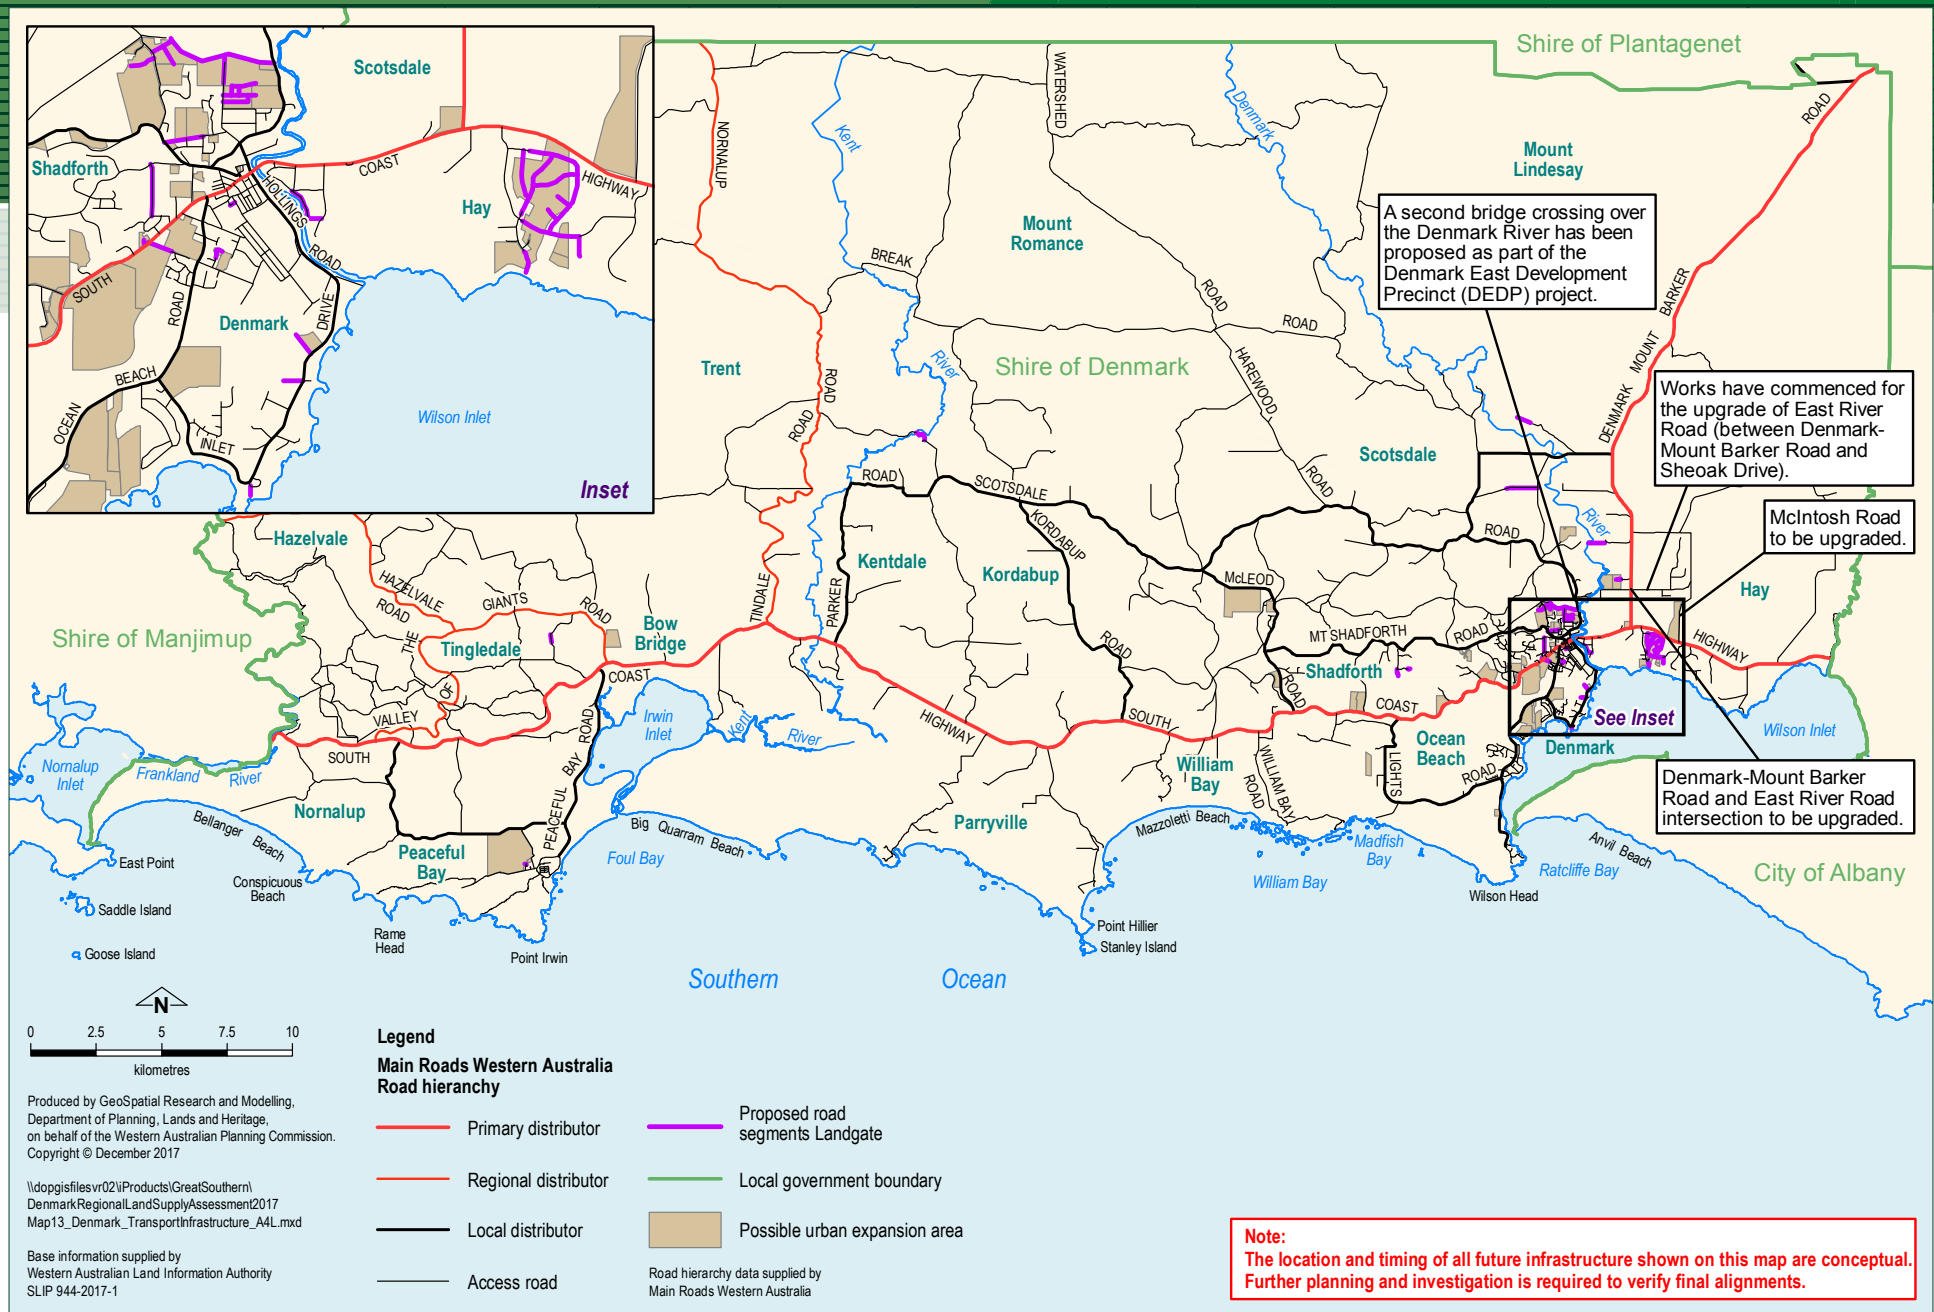 Scotsdale
Shadforth
COAST
HIGHWAY
HOLLINGS
ROAD
Hay
SOUTH
ROAD
Denmark
DRIVE
BEACH
OCEAN
INLET
Wilson Inlet
Inset
Shire of Plantagenet
WATERSHED
NORNALUP
Kent
Denmark
ROAD
Mount
Lindesay
Mount
Romance
A second bridge crossing over
the Denmark River has been
proposed as part of the
Denmark East Development
Precinct (DEDP) project.
BREAK
ROAD
ROAD
BARKER
MOUNT
DENMARK
River
Shire of Denmark
Trent
ROAD
ROAD
HAREWOOD
ROAD
Works have commenced for
the upgrade of East River
Road (between Denmark-
Mount Barker Road and
Sheoak Drive).
Scotsdale
ROAD
SCOTSDALE
KORDABUP
River
ROAD
McIntosh Road
to be upgraded.
Hazelvale
HAZELVALE
ROAD
GIANTS
ROAD
THE
Tingledale
OF
VALLEY
Bow
Bridge
TINDALE
PARKER
Kentdale
Kordabup
McLEOD
ROAD
MT SHADFORTH
ROAD
Shadforth
ROAD
Hay
HIGHWAY
Shire of Manjimup
COAST
Irwin
Inlet
Kent
River
HIGHWAY
SOUTH
COAST
See Inset
Denmark
Wilson Inlet
Nornalup
Inlet
Frankland
River
SOUTH
Nornalup
ROAD
BAY
PEACEFUL
William
Bay
WILLIAM BAY
ROAD
Ocean
Beach
LIGHTS
ROAD
Denmark-Mount Barker
Road and East River Road
intersection to be upgraded.
Bellanger
Beach
Peaceful
Bay
Big Quarram Beach
Foul Bay
Parryville
Mazzoletti Beach
Madfish
Bay
William Bay
Anvil Beach
Ratcliffe Bay
Wilson Head
City of Albany
East Point
Conspicuous
Beach
Saddle Island
Goose Island
Rame
Head
Point Irwin
Point Hillier
Stanley Island
Southern
Ocean
N
0 2.5 5 7.5 10
kilometres
Produced by GeoSpatial Research and Modelling,
Department of Planning, Lands and Heritage,
on behalf of the Western Australian Planning Commission.
Copyright © December 2017
\\dopgisfilesvr02\iProducts\GreatSouthern\
DenmarkRegionalLandSupplyAssessment2017
Map13_Denmark_TransportInfrastructure_A4L.mxd
Base information supplied by
Western Australian Land Information Authority
SLIP 944-2017-1
Legend
Main Roads Western Australia
Road hierarchy
Primary distributor
Regional distributor
Local distributor
Access road
Proposed road
segments Landgate
Local government boundary
Possible urban expansion area
Road hierarchy data supplied by
Main Roads Western Australia
Note:
The location and timing of all future infrastructure shown on this map are conceptual.
Further planning and investigation is required to verify final alignments.